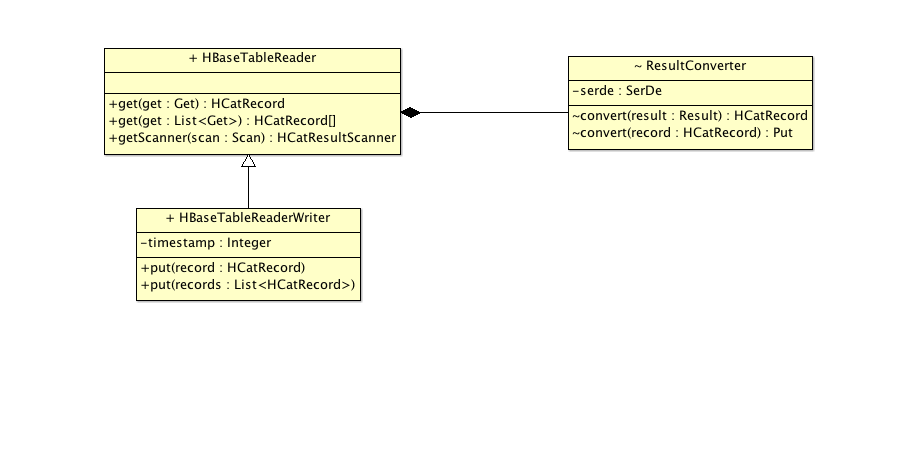 + HBaseTableReader
+get(get : Get) : HCatRecord
+get(get : List<Get>) : HCatRecord[]
+getScanner(scan : Scan) : HCatResultScanner
~ ResultConverter
-serde : SerDe
~convert(result : Result) : HCatRecord
~convert(record : HCatRecord) : Put
+ HBaseTableReaderWriter
-timestamp : Integer
+put(record : HCatRecord)
+put(records : List<HCatRecord>)